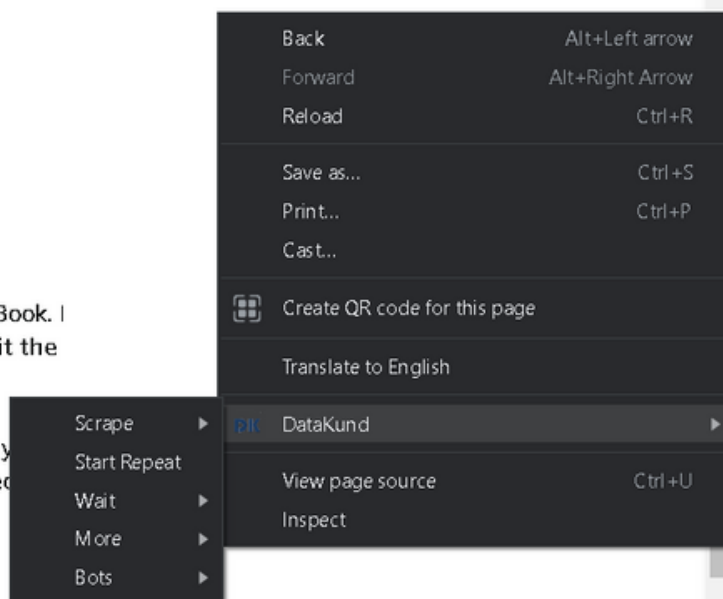 Back Alt+Left arrow
Forward Alt+Right Arrow
Reload Ctrl+R
Save as... Ctrl+S
Print... Ctrl+P
Cast...
Create QR code for this page
Translate to English
DataKund
View page source Ctrl+U
Inspect
Scrape
Start Repeat
Wait
More
Bots
Book. I
it the